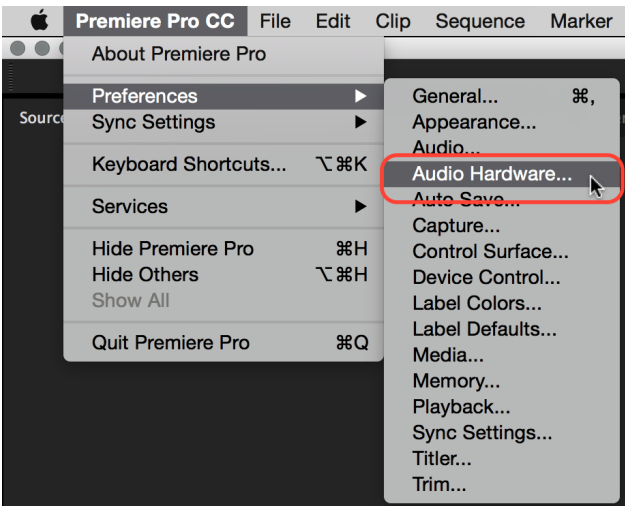 Premiere Pro CC File Edit Clip Sequence Marker
About Premiere Pro
Preferences ▶
Sync Settings ▶
Keyboard Shortcuts... ⌥⌘K
Services ▶
Hide Premiere Pro ⌘H
Hide Others ⌥⌘H
Show All
Quit Premiere Pro ⌘Q
General... ⌘,
Appearance...
Audio...
Audio Hardware...
Auto Save...
Capture...
Control Surface...
Device Control...
Label Colors...
Label Defaults...
Media...
Memory...
Playback...
Sync Settings...
Titler...
Trim...
Source